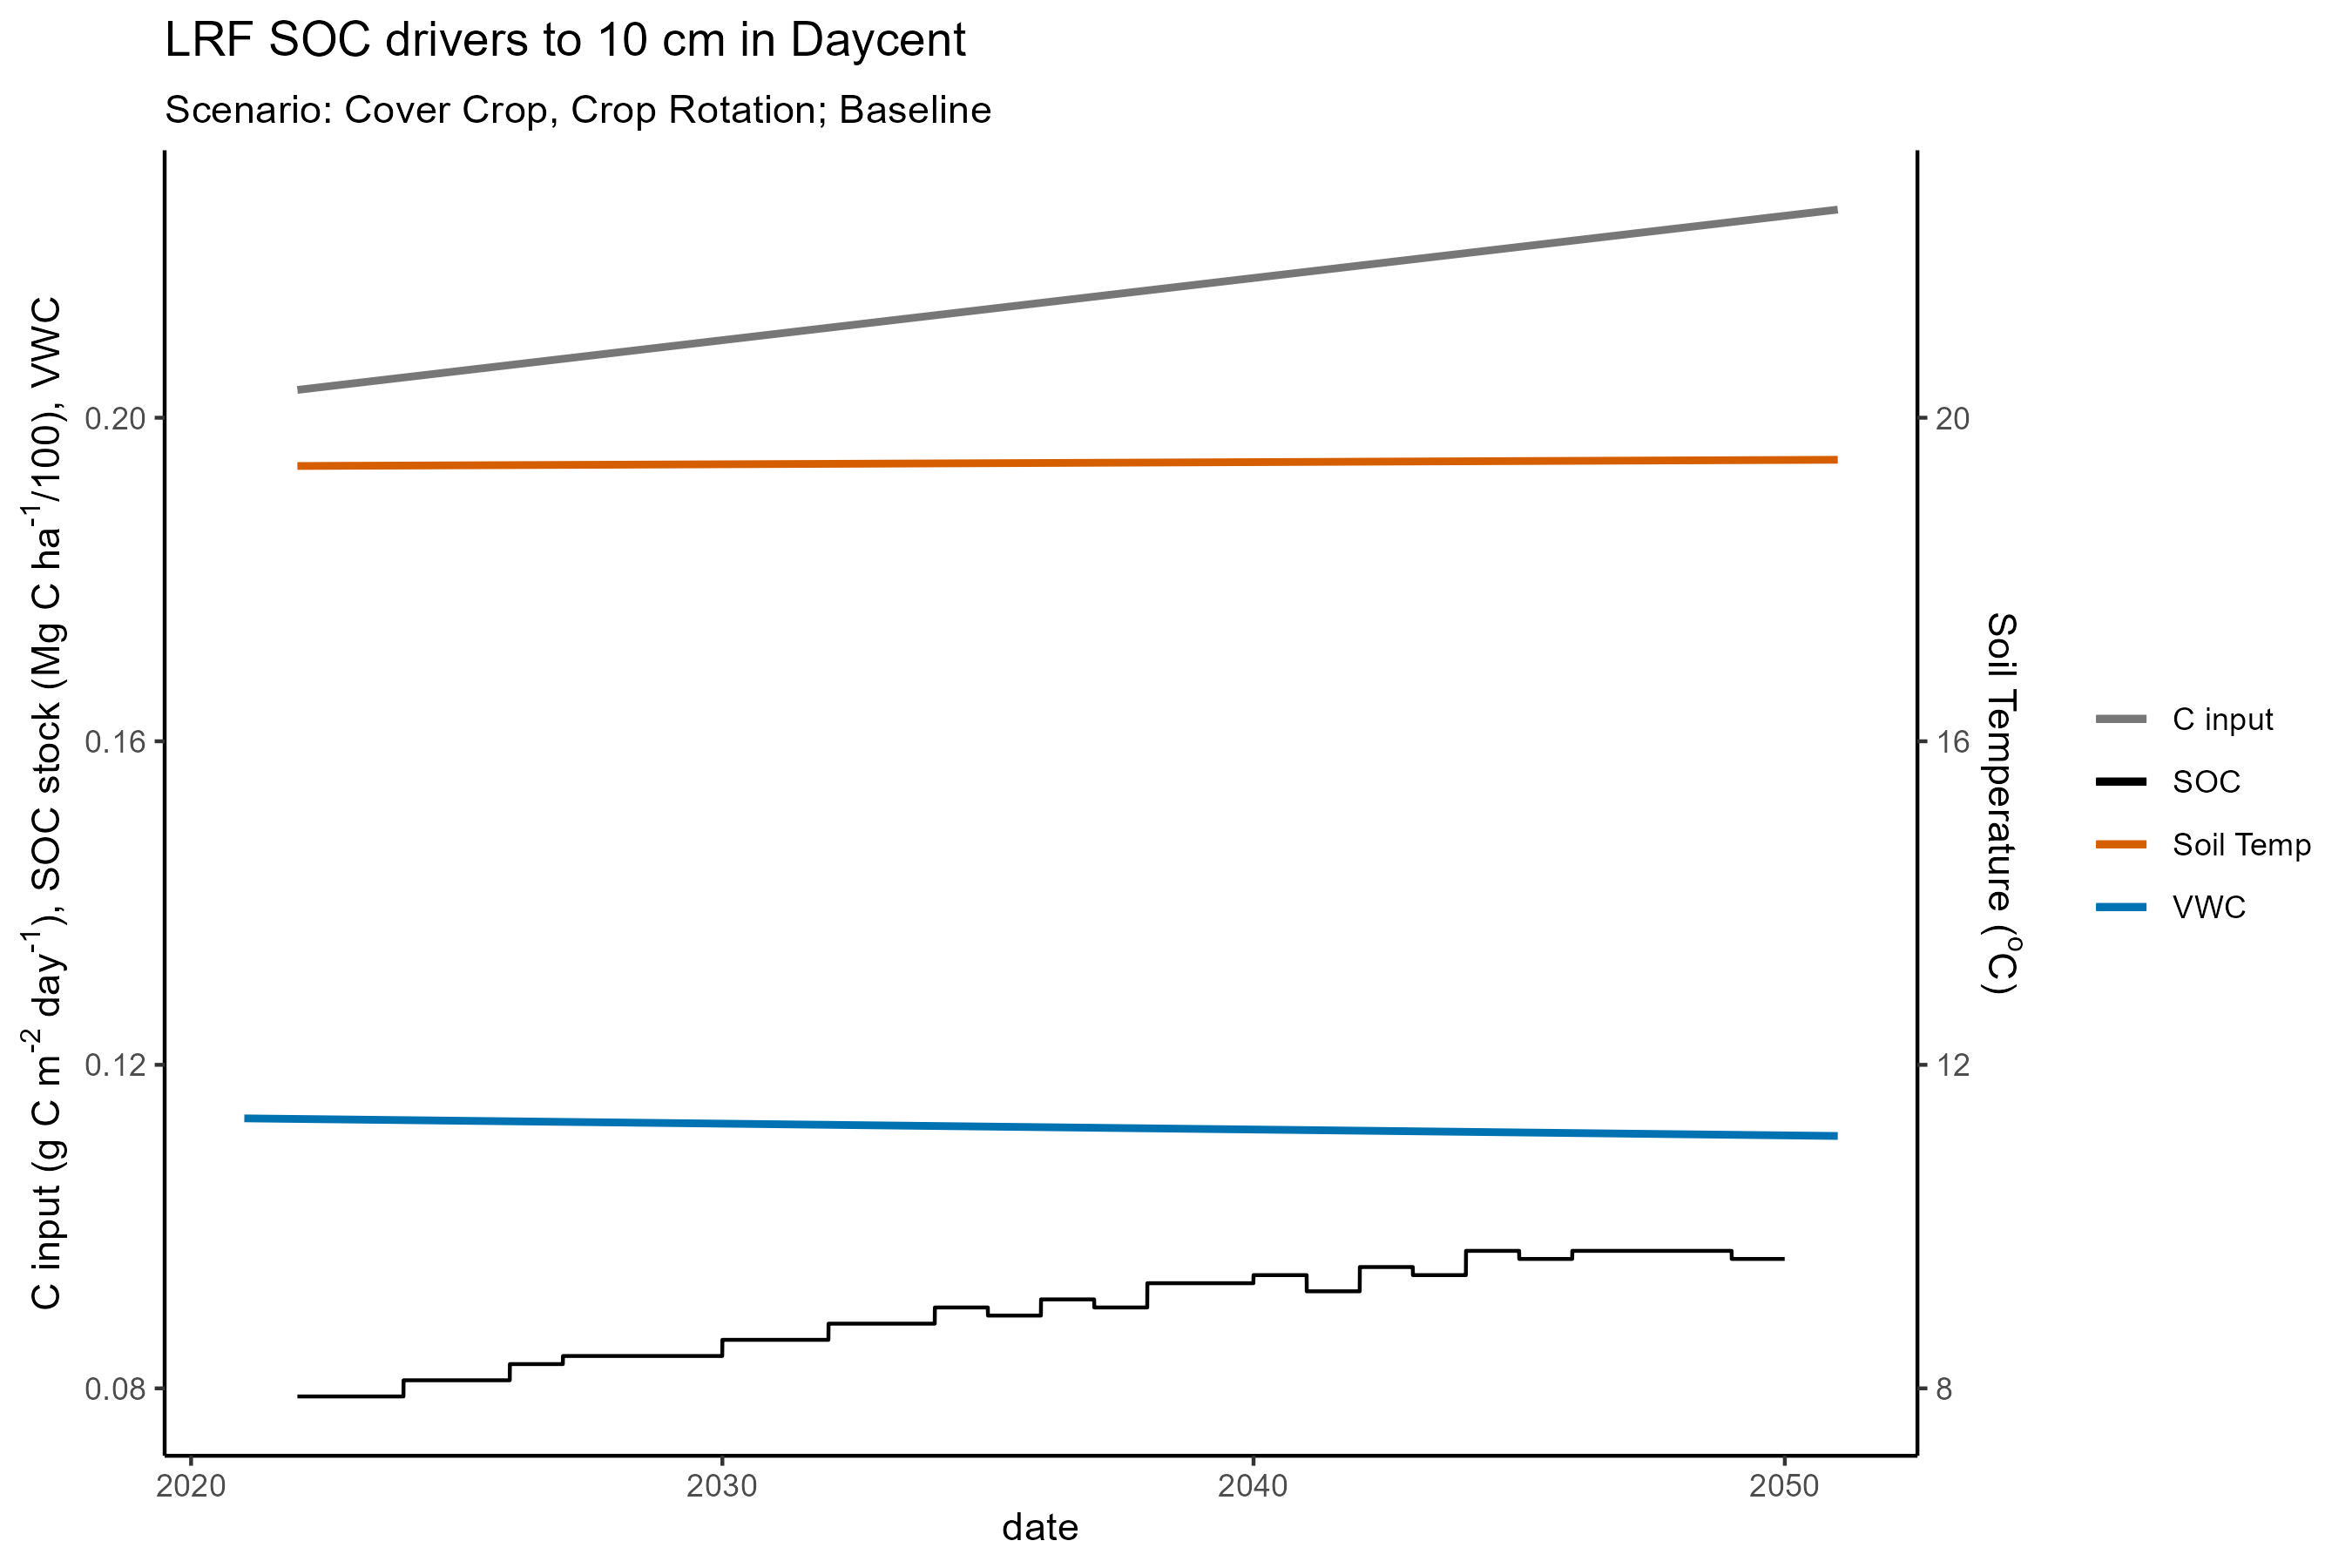 LRF SOC drivers to 10 cm in Daycent
Scenario: Cover Crop, Crop Rotation; Baseline
C input (g C m⁻² day⁻¹), SOC stock (Mg C ha⁻¹/100), VWC
0.20
0.16
0.12
0.08
2020
2030
2040
2050
date
20
16
12
8
Soil Temperature (ºC)
C input
SOC
Soil Temp
VWC